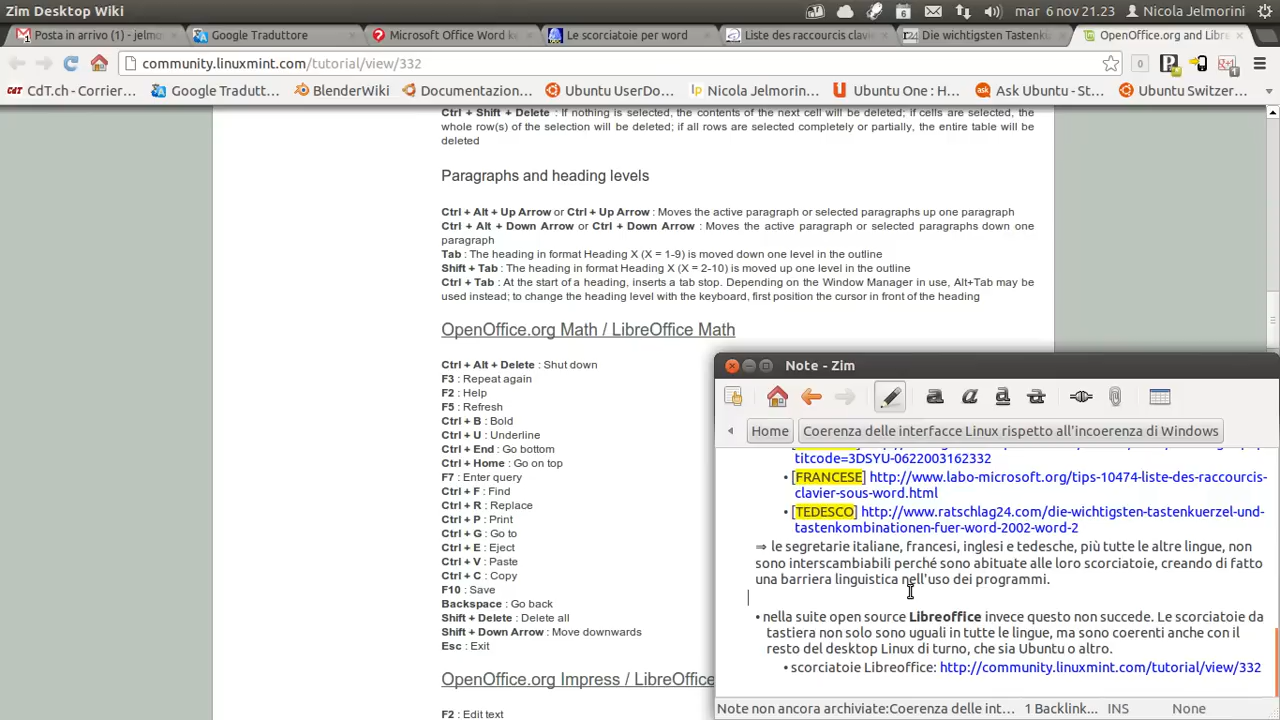 Zim Desktop Wiki
6
mar 6 nov 21.23
Nicola Jelmorini
Posta in arrivo (1) - jelmo
Google Traduttore
Microsoft Office Word ke
Le scorciatoie per word
Liste des raccourcis clavie
Die wichtigsten Tastenku
OpenOffice.org and Libre
community.linuxmint.com/tutorial/view/332
0
CdT CdT.ch - Corrier...
Google Tradutt...
BlenderWiki
Documentazion...
Ubuntu UserDo...
lp Nicola Jelmorin...
Ubuntu One : H...
ask Ask Ubuntu - St...
Ubuntu Switzer...
Ctrl + Shift + Delete : If nothing is selected, the contents of the next cell will be deleted; if cells are selected, the
whole row(s) of the selection will be deleted; if all rows are selected completely or partially, the entire table will be
deleted
Paragraphs and heading levels
Ctrl + Alt + Up Arrow or Ctrl + Up Arrow : Moves the active paragraph or selected paragraphs up one paragraph
Ctrl + Alt + Down Arrow or Ctrl + Down Arrow : Moves the active paragraph or selected paragraphs down one
paragraph
Tab : The heading in format Heading X (X = 1-9) is moved down one level in the outline
Shift + Tab : The heading in format Heading X (X = 2-10) is moved up one level in the outline
Ctrl + Tab : At the start of a heading, inserts a tab stop. Depending on the Window Manager in use, Alt+Tab may be
used instead; to change the heading level with the keyboard, first position the cursor in front of the heading
OpenOffice.org Math / LibreOffice Math
Ctrl + Alt + Delete : Shut down
F3 : Repeat again
F2 : Help
F5 : Refresh
Ctrl + B : Bold
Ctrl + U : Underline
Ctrl + End : Go bottom
Ctrl + Home : Go on top
F7 : Enter query
Ctrl + F : Find
Ctrl + R : Replace
Ctrl + P : Print
Ctrl + G : Go to
Ctrl + E : Eject
Ctrl + V : Paste
Ctrl + C : Copy
F10 : Save
Backspace : Go back
Shift + Delete : Delete all
Shift + Down Arrow : Move downwards
Esc : Exit
OpenOffice.org Impress / LibreOffice
F2 : Edit text
Note - Zim
Home
Coerenza delle interfacce Linux rispetto all'incoerenza di Windows
titcode=3DSYU-0622003162332
• [FRANCESE] http://www.labo-microsoft.org/tips-10474-liste-des-raccourcis-
clavier-sous-word.html
• [TEDESCO] http://www.ratschlag24.com/die-wichtigsten-tastenkuerzel-und-
tastenkombinationen-fuer-word-2002-word-2
⇒ le segretarie italiane, francesi, inglesi e tedesche, più tutte le altre lingue, non
sono interscambiabili perché sono abituate alle loro scorciatoie, creando di fatto
una barriera linguistica nell'uso dei programmi.
• nella suite open source Libreoffice invece questo non succede. Le scorciatoie da
tastiera non solo sono uguali in tutte le lingue, ma sono coerenti anche con il
resto del desktop Linux di turno, che sia Ubuntu o altro.
• scorciatoie Libreoffice: http://community.linuxmint.com/tutorial/view/332
Note non ancora archiviate:Coerenza delle int...
1 Backlink...
INS
None